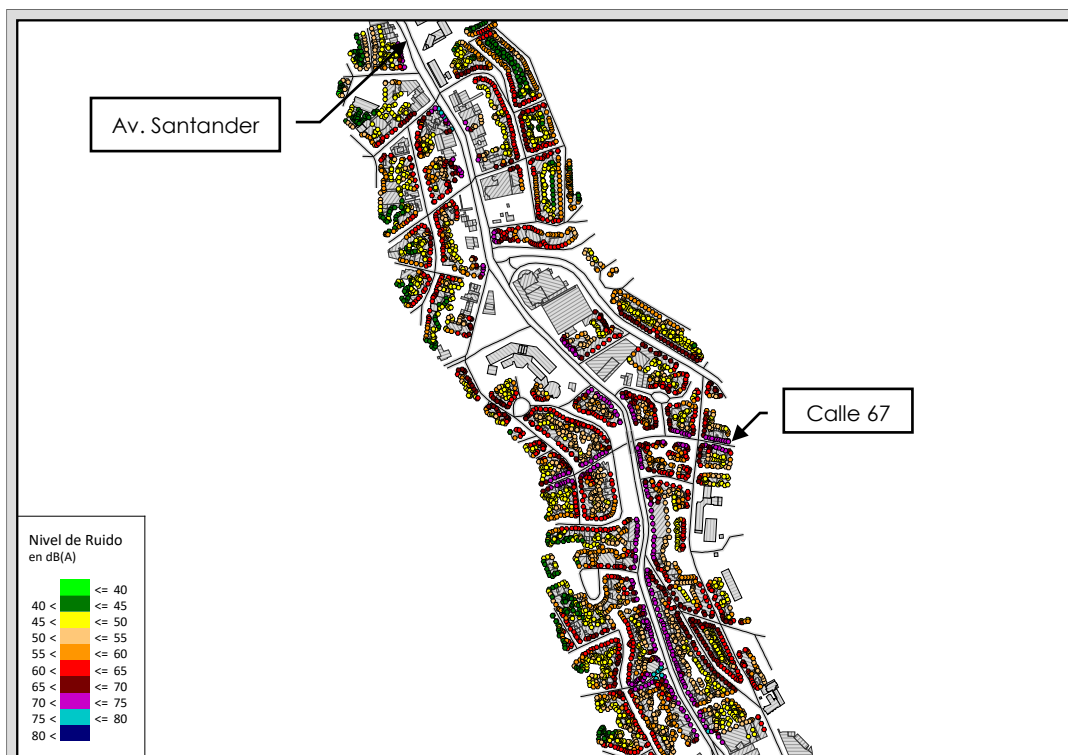 Av. Santander
Calle 67
Nivel de Ruido
en dB(A)
<= 40
40 < <= 45
45 < <= 50
50 < <= 55
55 < <= 60
60 < <= 65
65 < <= 70
70 < <= 75
75 < <= 80
80 <